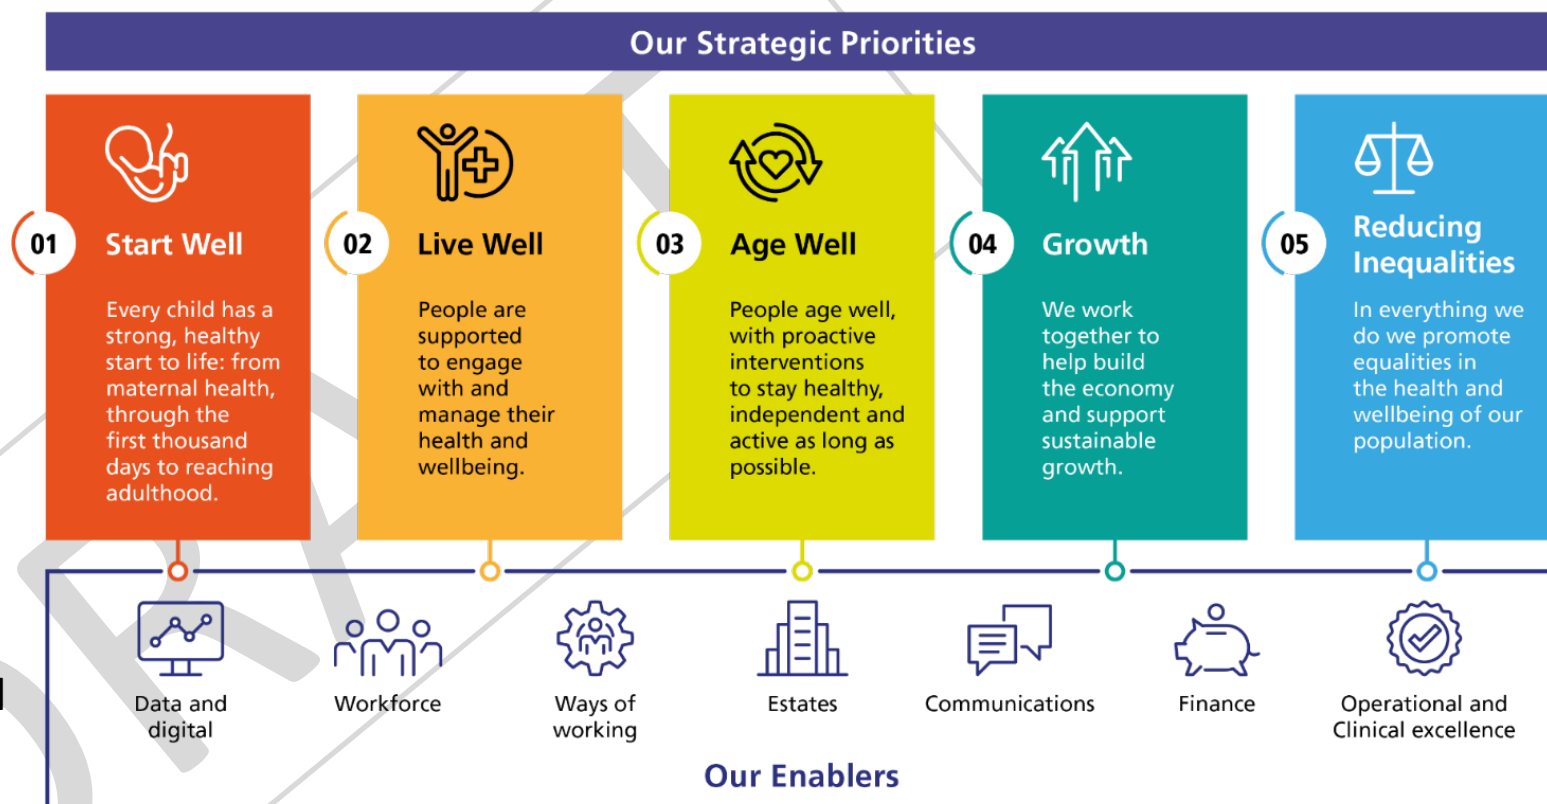 Our Strategic Priorities
01
Start Well
Every child has a
strong, healthy
start to life: from
maternal health,
through the
first thousand
days to reaching
adulthood.
02
Live Well
People are
supported
to engage
with and
manage their
health and
wellbeing.
03
Age Well
People age well,
with proactive
interventions
to stay healthy,
independent and
active as long as
possible.
04
Growth
We work
together to
help build
the economy
and support
sustainable
growth.
05
Reducing
Inequalities
In everything we
do we promote
equalities in
the health and
wellbeing of our
population.
Data and
digital
Workforce
Ways of
working
Estates
Communications
Finance
Operational and
Clinical excellence
Our Enablers